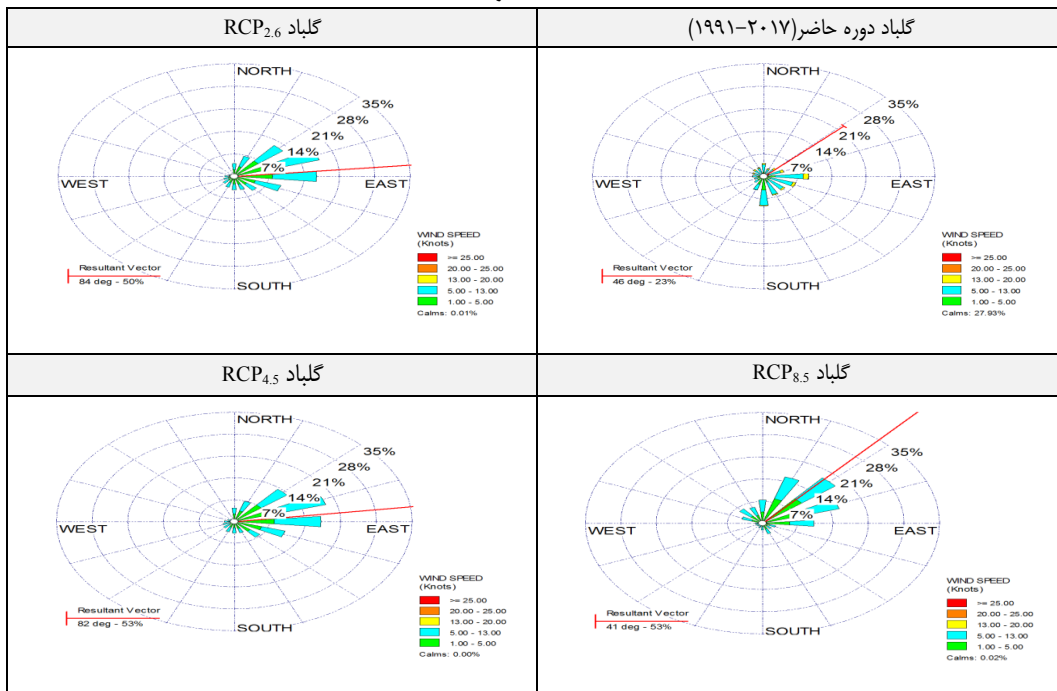 گلباد دوره حاضر(۲۰۱۷-۱۹۹۱)
NORTH
35%
28%
21%
14%
7%
WEST
EAST
SOUTH
WIND SPEED
(Knots)
>= 25.00
20.00 - 25.00
13.00 - 20.00
5.00 - 13.00
1.00 - 5.00
Calms: 27.93%
Resultant Vector
46 deg - 23%
گلباد RCP2.6
NORTH
35%
28%
21%
14%
7%
WEST
EAST
SOUTH
WIND SPEED
(Knots)
>= 25.00
20.00 - 25.00
13.00 - 20.00
5.00 - 13.00
1.00 - 5.00
Calms: 0.01%
Resultant Vector
84 deg - 50%
گلباد RCP8.5
NORTH
35%
28%
21%
14%
7%
WEST
EAST
SOUTH
WIND SPEED
(Knots)
>= 25.00
20.00 - 25.00
13.00 - 20.00
5.00 - 13.00
1.00 - 5.00
Calms: 0.02%
Resultant Vector
41 deg - 53%
گلباد RCP4.5
NORTH
35%
28%
21%
14%
7%
WEST
EAST
SOUTH
WIND SPEED
(Knots)
>= 25.00
20.00 - 25.00
13.00 - 20.00
5.00 - 13.00
1.00 - 5.00
Calms: 0.00%
Resultant Vector
82 deg - 53%